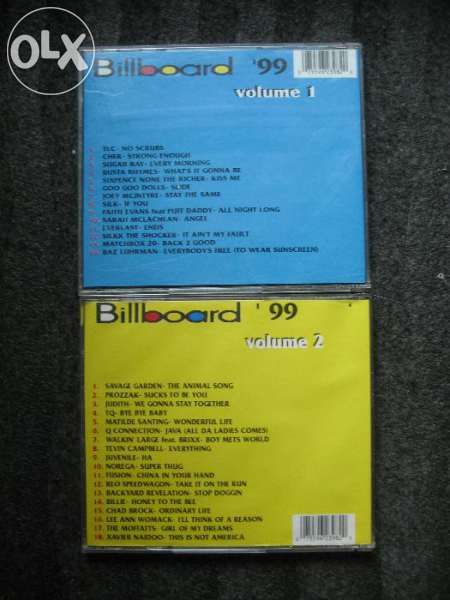 OLX
Billboard '99
volume 1
TLC- NO SCRUBS
CHER- STRONG ENOUGH
SUGAR RAY- EVERY MORNING
BUSTA RHYMES- WHAT'S IT GONNA BE
SIXPENCE NONE THE RICHER- KISS ME
GOO GOO DOLLS- SLIDE
JOEY MCINTYRE- STAY THE SAME
SILK- IF YOU
FAITH EVANS feat PUFF DADDY- ALL NIGHT LONG
SARAH MCLACHLAN- ANGEL
EVERLAST- ENDS
SILKK THE SHOCKER- IT AIN'T MY FAULT
MATCHBOX 20- BACK 2 GOOD
BAZ LUHRMAN- EVERYBODYS FREE (TO WEAR SUNSCREEN)
Billboard '99
volume 2
1. SAVAGE GARDEN- THE ANIMAL SONG
2. PROZZAK- SUCKS TO BE YOU
3. JUDITH- WE GONNA STAY TOGETHER
4. TQ- BYE BYE BABY
5. MATILDE SANTING- WONDERFUL LIFE
6. Q CONNECTION- JAVA (ALL DA LADIES COMES)
7. WALKIN LARGE feat. BRIXX- BOY METS WORLD
8. TEVIN CAMPBELL- EVERYTHING
9. JUVENILE- HA
10. NOREGA- SUPER THUG
11. FUSION- CHINA IN YOUR HAND
12. REO SPEEDWAGON- TAKE IT ON THE RUN
13. BACKYARD REVELATION- STOP DOGGIN
14. BILLIE- HONEY TO THE BEE
15. CHAD BROCK- ORDINARY LIFE
16. LEE ANN WOMACK- I'LL THINK OF A REASON
17. THE MOFFATTS- GIRL OF MY DREAMS
18. XAVIER NAIDOO- THIS IS NOT AMERICA